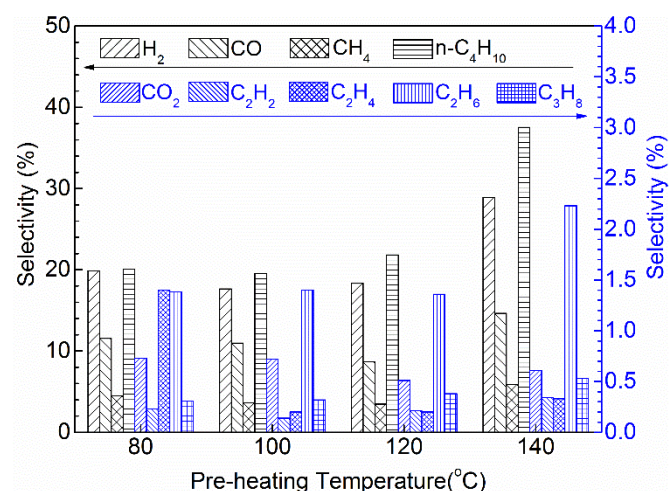 50
40
30
20
10
0
Selectivity (%)
H2 CO CH4 n-C4H10
CO2 C2H2 C2H4 C2H6 C3H8
4.0
3.5
3.0
2.5
2.0
1.5
1.0
0.5
0.0
Selectivity (%)
80 100 120 140
Pre-heating Temperature(°C)